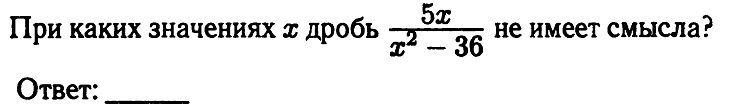 При каких значениях x дробь 5x / x² − 36 не имеет смысла?
Ответ: ______